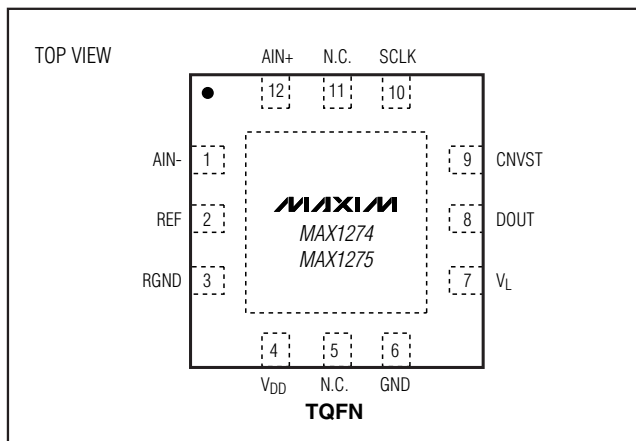 TOP VIEW
AIN+ N.C. SCLK
12 11 10
AIN- 1
9 CNVST
REF 2
MAXIM
8 DOUT
MAX1274
MAX1275
RGND 3
7 VL
4 5 6
VDD N.C. GND
TQFN